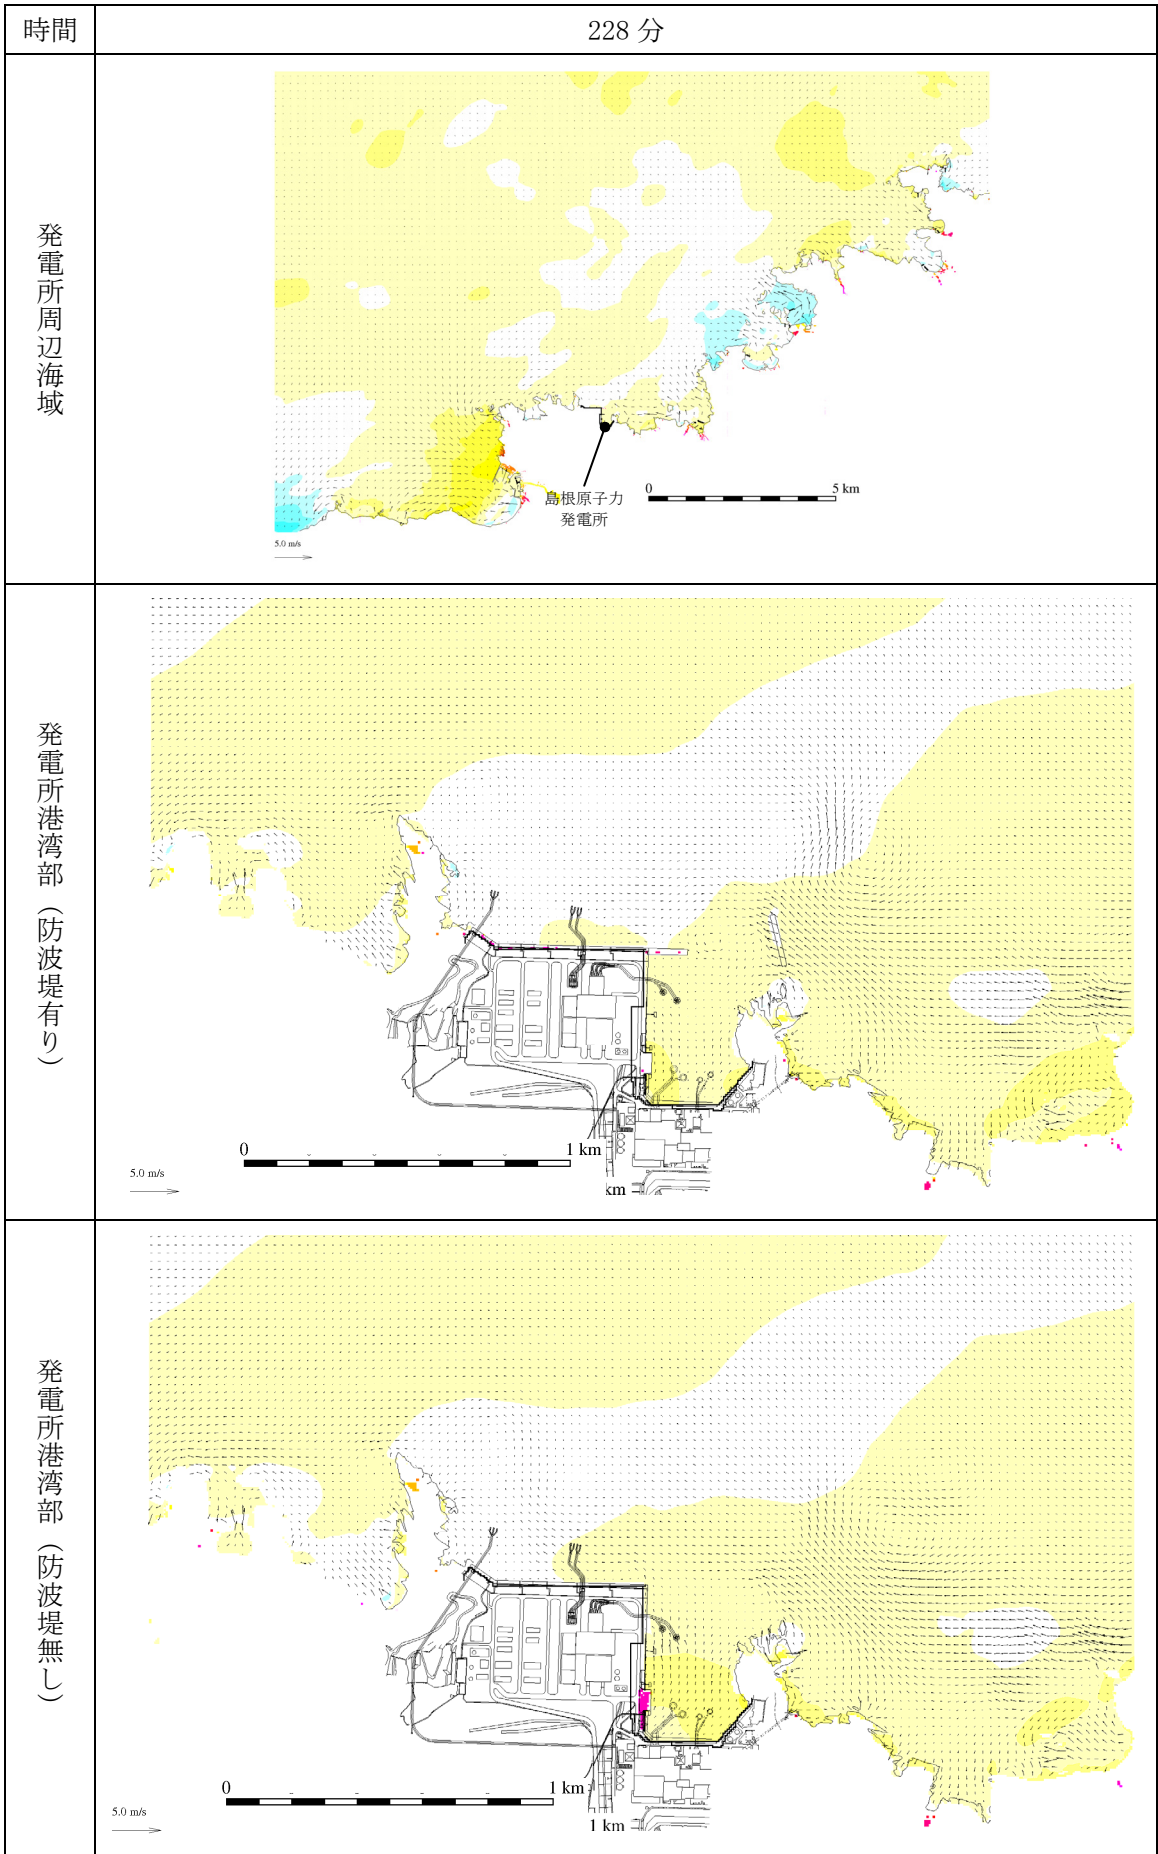 時間
228 分
発電所周辺海域
島根原子力
発電所
0
5 km
5.0 m/s
発電所港湾部（防波堤有り）
0
1 km
5.0 m/s
km
発電所港湾部（防波堤無し）
0
1 km
5.0 m/s
1 km